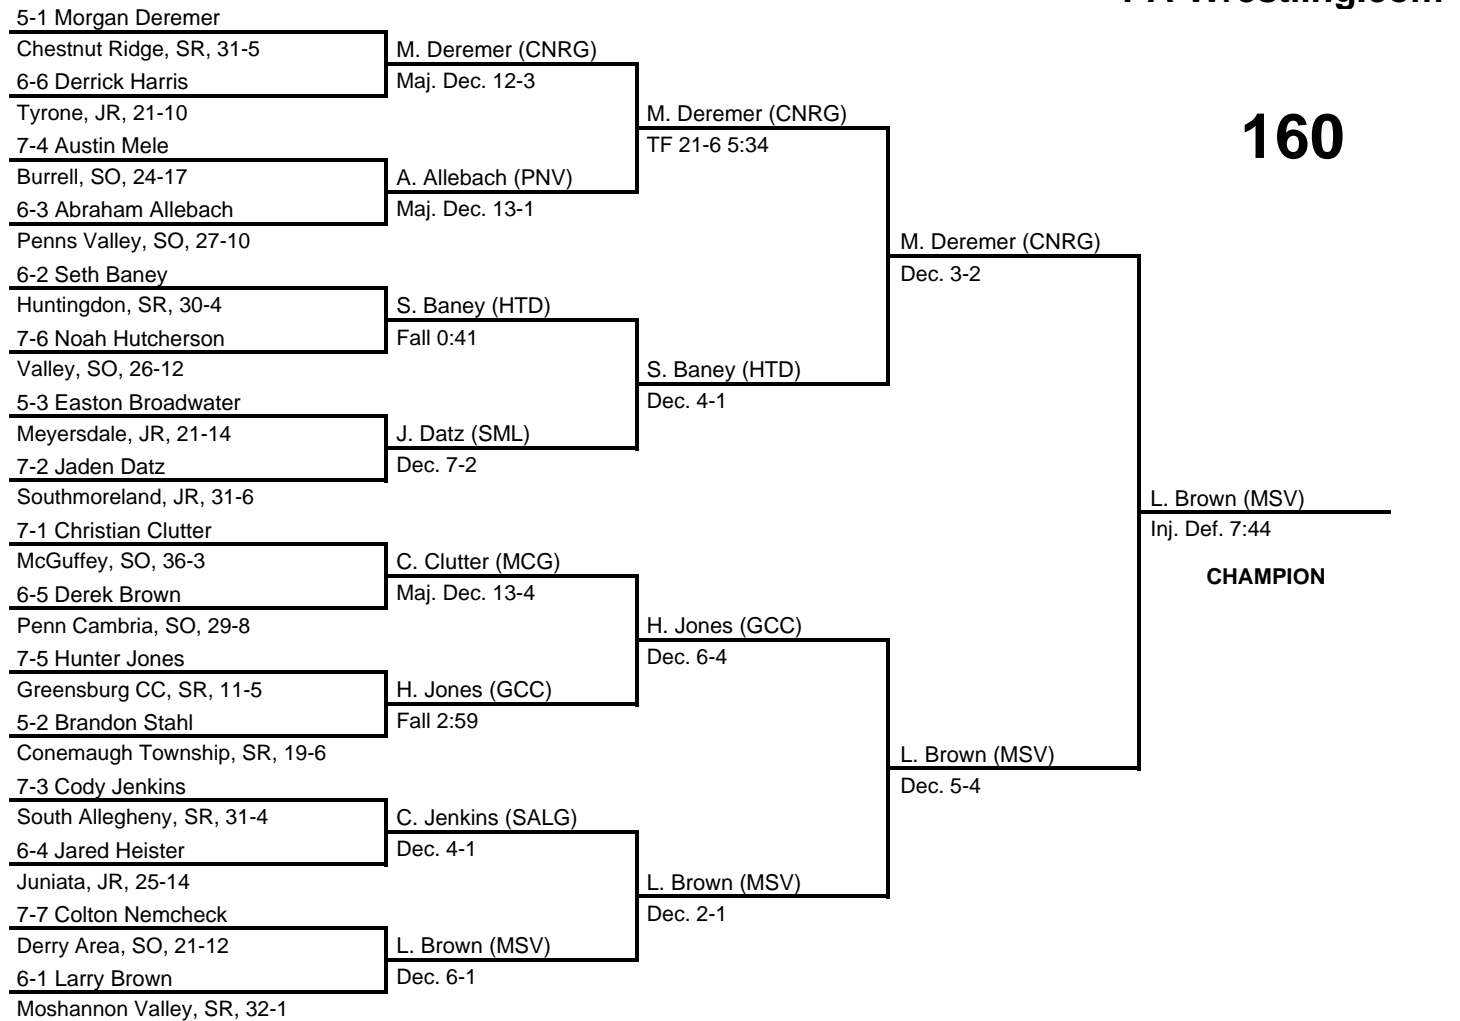 PA-Wrestling.com
160
5-1 Morgan Deremer
Chestnut Ridge, SR, 31-5
6-6 Derrick Harris
Tyrone, JR, 21-10
7-4 Austin Mele
Burrell, SO, 24-17
6-3 Abraham Allebach
Penns Valley, SO, 27-10
6-2 Seth Baney
Huntingdon, SR, 30-4
7-6 Noah Hutcherson
Valley, SO, 26-12
5-3 Easton Broadwater
Meyersdale, JR, 21-14
7-2 Jaden Datz
Southmoreland, JR, 31-6
7-1 Christian Clutter
McGuffey, SO, 36-3
6-5 Derek Brown
Penn Cambria, SO, 29-8
7-5 Hunter Jones
Greensburg CC, SR, 11-5
5-2 Brandon Stahl
Conemaugh Township, SR, 19-6
7-3 Cody Jenkins
South Allegheny, SR, 31-4
6-4 Jared Heister
Juniata, JR, 25-14
7-7 Colton Nemcheck
Derry Area, SO, 21-12
6-1 Larry Brown
Moshannon Valley, SR, 32-1
M. Deremer (CNRG)
Maj. Dec. 12-3
A. Allebach (PNV)
Maj. Dec. 13-1
S. Baney (HTD)
Fall 0:41
J. Datz (SML)
Dec. 7-2
C. Clutter (MCG)
Maj. Dec. 13-4
H. Jones (GCC)
Fall 2:59
C. Jenkins (SALG)
Dec. 4-1
L. Brown (MSV)
Dec. 6-1
M. Deremer (CNRG)
TF 21-6 5:34
S. Baney (HTD)
Dec. 4-1
H. Jones (GCC)
Dec. 6-4
L. Brown (MSV)
Dec. 2-1
M. Deremer (CNRG)
Dec. 3-2
L. Brown (MSV)
Dec. 5-4
L. Brown (MSV)
Inj. Def. 7:44
CHAMPION